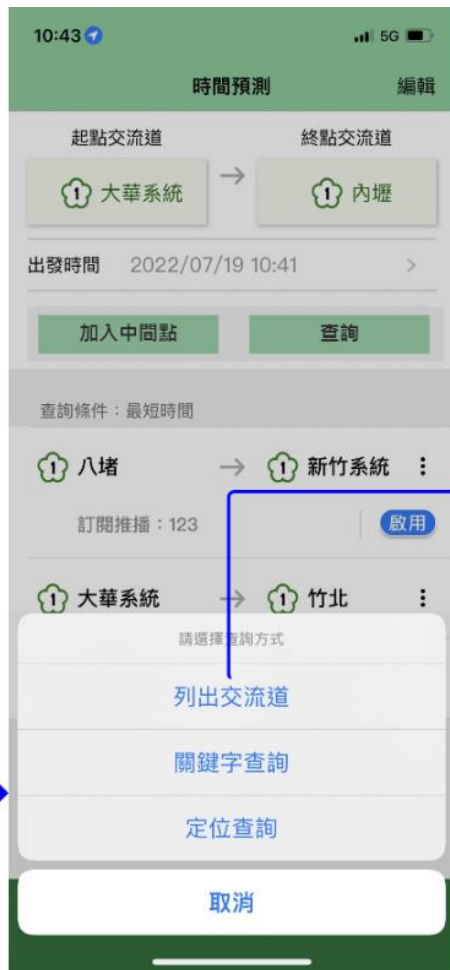 10:43 5G
時間預測 編輯
起點交流道 終點交流道
1 大華系統 → 1 內壢
出發時間 2022/07/19 10:41 >
加入中間點 查詢
查詢條件：最短時間
1 八堵 → 1 新竹系統
訂閱推播：123 啟用
1 大華系統 → 1 竹北
請選擇查詢方式
列出交流道
關鍵字查詢
定位查詢
取消